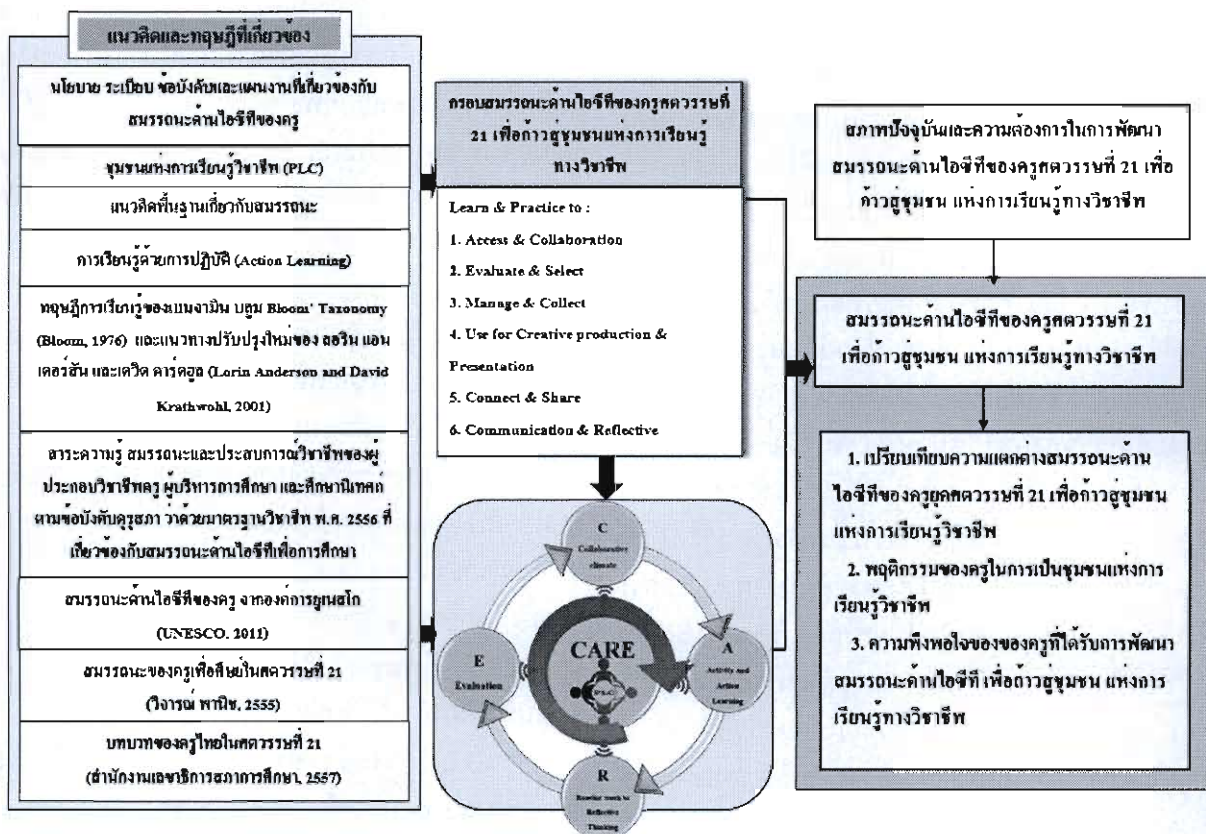 แนวคิดและทฤษฎีที่เกี่ยวข้อง
นโยบาย ระเบียบ ข้อบังคับและแผนงานที่เกี่ยวข้องกับ
สมรรถนะด้านไอซีทีของครู
ชุมชนแห่งการเรียนรู้วิชาชีพ (PLC)
แนวคิดพื้นฐานเกี่ยวกับสมรรถนะ
การเรียนรู้ด้วยการปฏิบัติ (Action Learning)
ทฤษฎีการเรียนรู้ของเบนจามิน บลูม Bloom' Taxonomy
(Bloom, 1976) และแนวทางปรับปรุงใหม่ของ ลอริน แอน
เดอร์สัน และเดวิด คาร์ทฮูล (Lorin Anderson and David
Krathwohl, 2001)
สาระความรู้ สมรรถนะและประสบการณ์วิชาชีพของผู้
ประกอบวิชาชีพครู ผู้บริหารการศึกษา และศึกษานิเทศก์
ตามข้อบังคับคุรุสภา ว่าด้วยมาตรฐานวิชาชีพ พ.ศ. 2556 ที่
เกี่ยวข้องกับสมรรถนะด้านไอซีทีเพื่อการศึกษา
สมรรถนะด้านไอซีทีของครู จากองค์การยูเนสโก
(UNESCO. 2011)
สมรรถนะของครูเพื่อศิษย์ในศตวรรษที่ 21
(วิจารณ์ พานิช, 2555)
บทบาทของครูไทยในศตวรรษที่ 21
(สำนักงานเลขาธิการสภาการศึกษา, 2557)
กรอบสมรรถนะด้านไอซีทีของครูศตวรรษที่
21 เพื่อก้าวสู่ชุมชนแห่งการเรียนรู้
ทางวิชาชีพ
Learn & Practice to :
1. Access & Collaboration
2. Evaluate & Select
3. Manage & Collect
4. Use for Creative production &
Presentation
5. Connect & Share
6. Communication & Reflective
C
Collaborative
climate
A
Activity and
Action
Learning
R
Reflective
Thinking
E
Evaluation
CARE
PLC
สภาพปัจจุบันและความต้องการในการพัฒนา
สมรรถนะด้านไอซีทีของครูศตวรรษที่ 21 เพื่อ
ก้าวสู่ชุมชน แห่งการเรียนรู้ทางวิชาชีพ
สมรรถนะด้านไอซีทีของครูศตวรรษที่ 21
เพื่อก้าวสู่ชุมชน แห่งการเรียนรู้ทางวิชาชีพ
1. เปรียบเทียบความแตกต่างสมรรถนะด้าน
ไอซีทีของครูยุคศตวรรษที่ 21 เพื่อก้าวสู่ชุมชน
แห่งการเรียนรู้วิชาชีพ
2. พฤติกรรมของครูในการเป็นชุมชนแห่งการ
เรียนรู้วิชาชีพ
3. ความพึงพอใจของของครูที่ได้รับการพัฒนา
สมรรถนะด้านไอซีที เพื่อก้าวสู่ชุมชน แห่งการ
เรียนรู้ทางวิชาชีพ